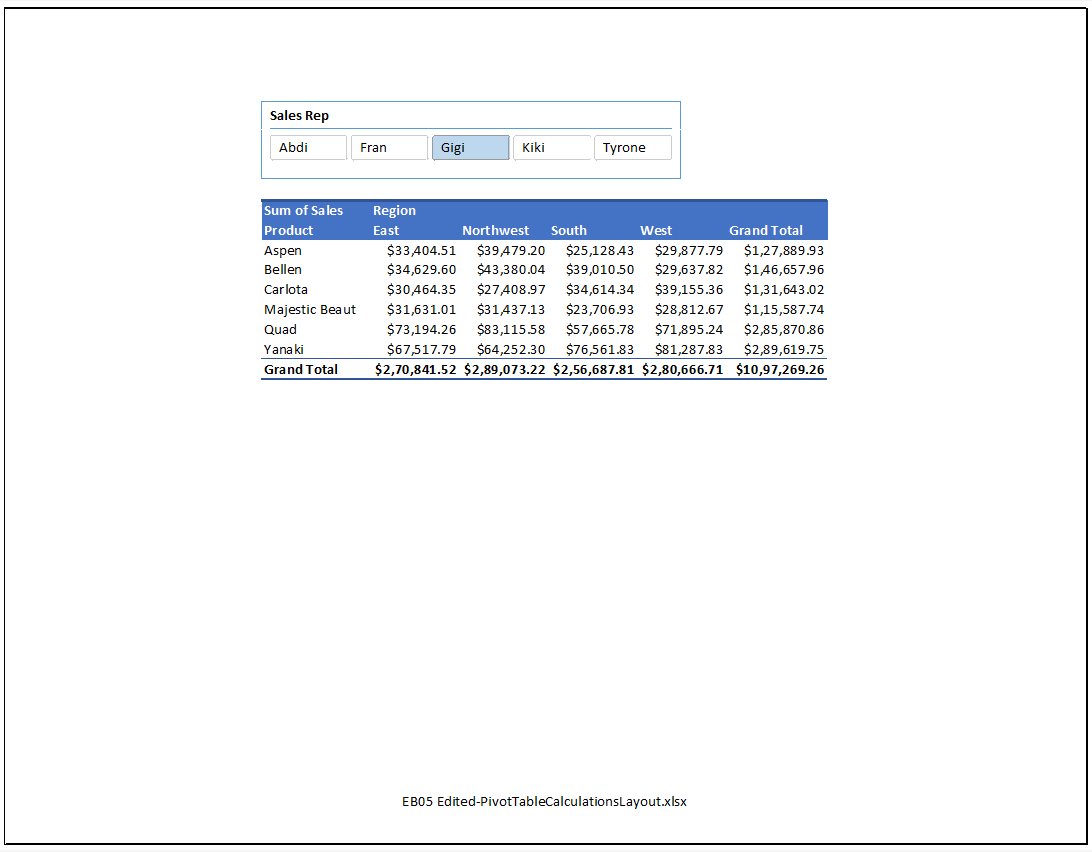 Sales Rep
Abdi Fran Gigi Kiki Tyrone
Sum of Sales Region
Product East Northwest South West Grand Total
Aspen $33,404.51 $39,479.20 $25,128.43 $29,877.79 $1,27,889.93
Bellen $34,629.60 $43,380.04 $39,010.50 $29,637.82 $1,46,657.96
Carlota $30,464.35 $27,408.97 $34,614.34 $39,155.36 $1,31,643.02
Majestic Beaut $31,631.01 $31,437.13 $23,706.93 $28,812.67 $1,15,587.74
Quad $73,194.26 $83,115.58 $57,665.78 $71,895.24 $2,85,870.86
Yanaki $67,517.79 $64,252.30 $76,561.83 $81,287.83 $2,89,619.75
Grand Total $2,70,841.52 $2,89,073.22 $2,56,687.81 $2,80,666.71 $10,97,269.26
EB05 Edited-PivotTableCalculationsLayout.xlsx